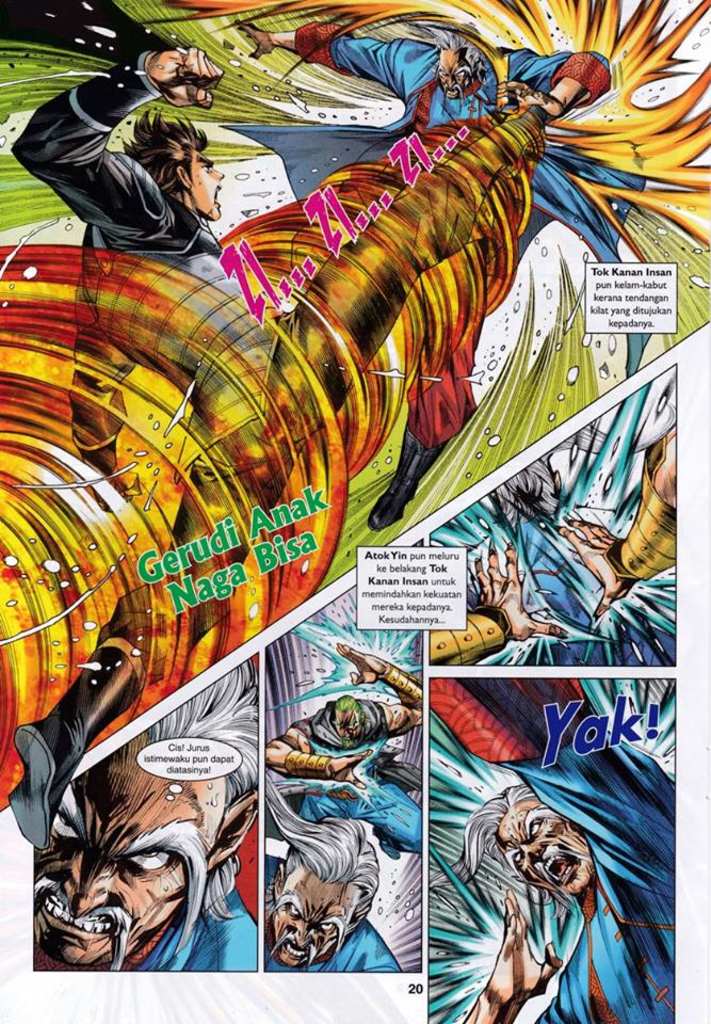 ZI... ZI... ZI...
Tok Kanan Insan
pun kelam-kabut
kerana tendangan
kilat yang ditujukan
kepadanya.
Gerudi Anak
Naga Bisa
Atok Yin pun meluru
ke belakang Tok
Kanan Insan untuk
memindahkan kekuatan
mereka kepadanya.
Kesudahannya...
Cis! Jurus
istimewaku pun dapat
diatasinya!
Yak!
20